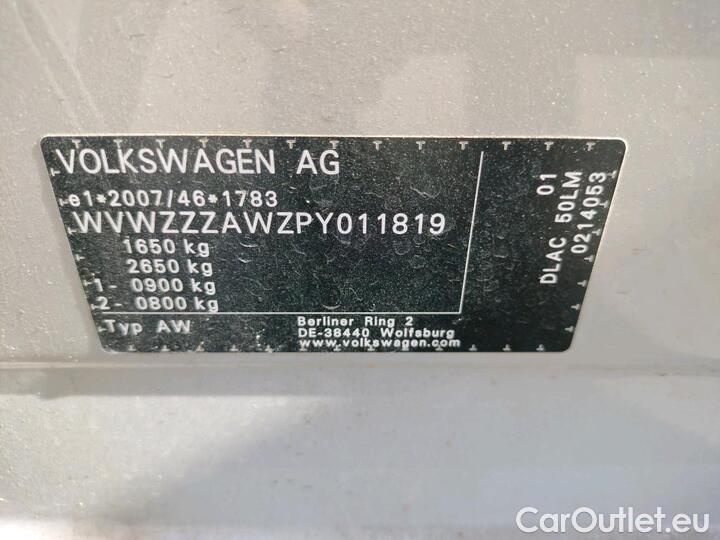 VOLKSWAGEN AG
e1*2007/46*1783
WVWZZZAWZPY011819
1650 kg
2650 kg
1- 0900 kg
2- 0800 kg
Typ AW
Berliner Ring 2
DE-38440 Wolfsburg
www.volkswagen.com
01
DLAC 50LM
0214053
CarOutlet.eu